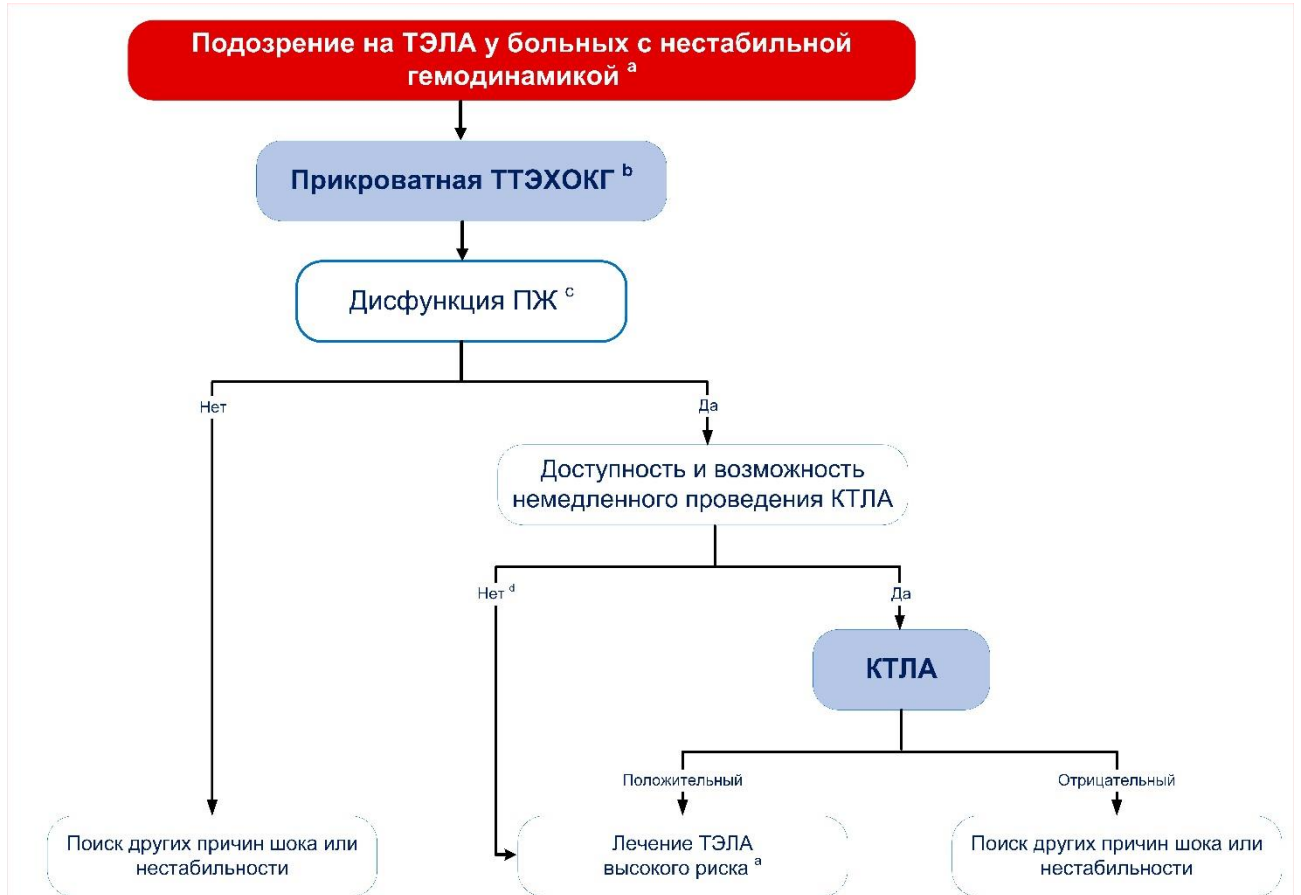 Подозрение на ТЭЛА у больных с нестабильной
гемодинамикой a
Прикроватная ТТЭХОКГ b
Дисфункция ПЖ c
Нет
Да
Доступность и возможность
немедленного проведения КТЛА
Нет d
Да
КТЛА
Положительный
Отрицательный
Поиск других причин шока или
нестабильности
Лечение ТЭЛА
высокого риска a
Поиск других причин шока или
нестабильности